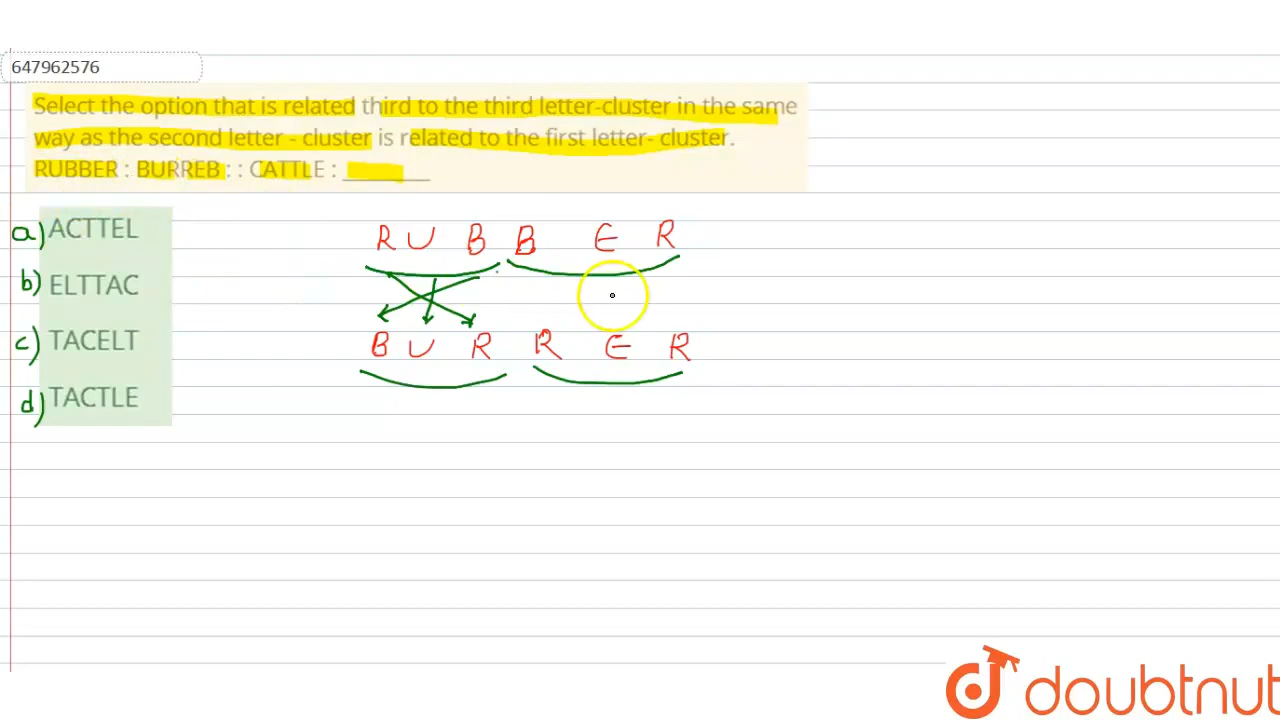 647962576
Select the option that is related third to the third letter-cluster in the same
way as the second letter - cluster is related to the first letter- cluster.
RUBBER : BURREB : : CATTLE : ________
a) ACTTEL
b) ELTTAC
c) TACELT
d) TACTLE
R U B B E R
B U R R E R
doubtnut